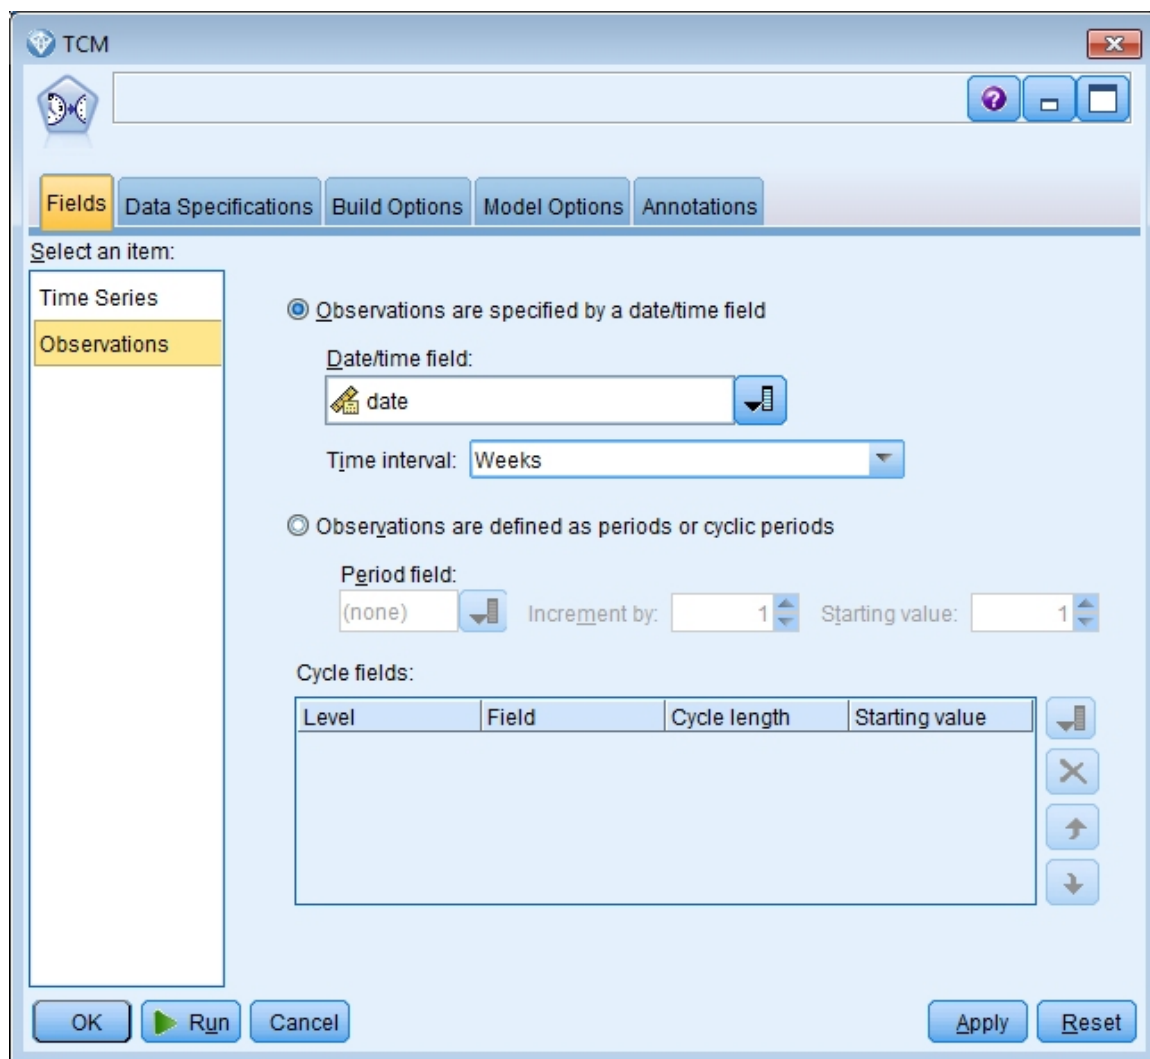 TCM
Fields Data Specifications Build Options Model Options Annotations
Select an item:
Time Series
Observations
Observations are specified by a date/time field
Date/time field:
date
Time interval: Weeks
Observations are defined as periods or cyclic periods
Period field:
(none) Increment by: 1 Starting value: 1
Cycle fields:
Level Field Cycle length Starting value
OK Run Cancel Apply Reset